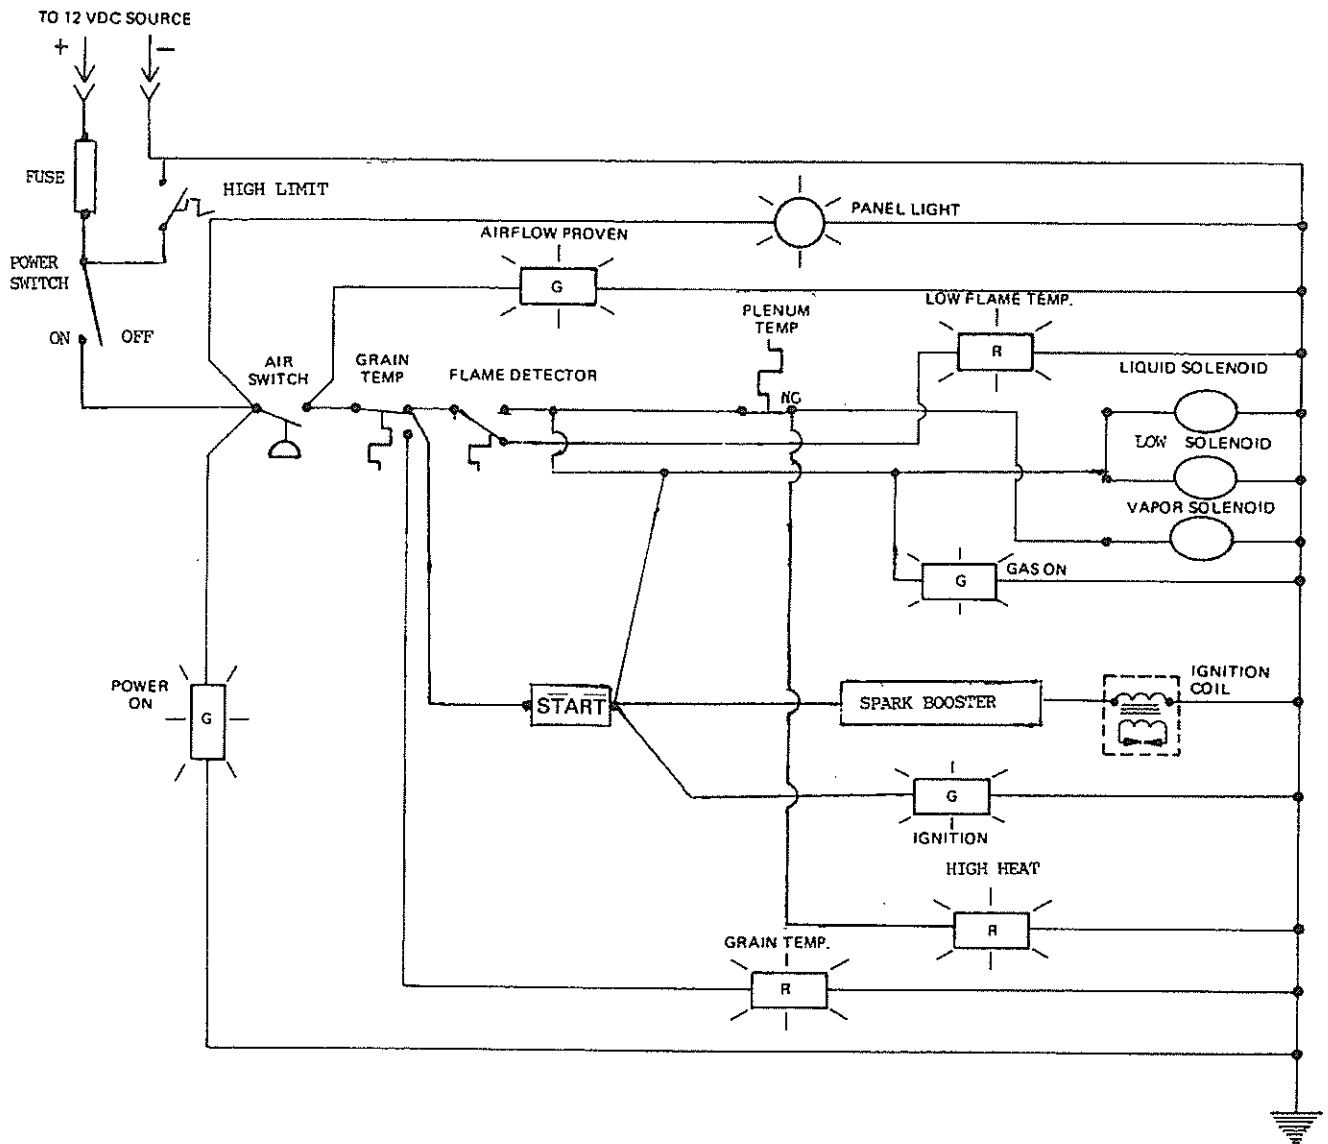 TO 12 VDC SOURCE
+
−
FUSE
HIGH LIMIT
PANEL LIGHT
AIRFLOW PROVEN
G
POWER
SWITCH
ON
OFF
PLENUM
TEMP
LOW FLAME TEMP.
R
AIR
SWITCH
GRAIN
TEMP
FLAME DETECTOR
NC
LIQUID SOLENOID
LOW SOLENOID
VAPOR SOLENOID
G
GAS ON
POWER
ON
G
START
SPARK BOOSTER
IGNITION
COIL
G
IGNITION
HIGH HEAT
R
GRAIN TEMP.
R